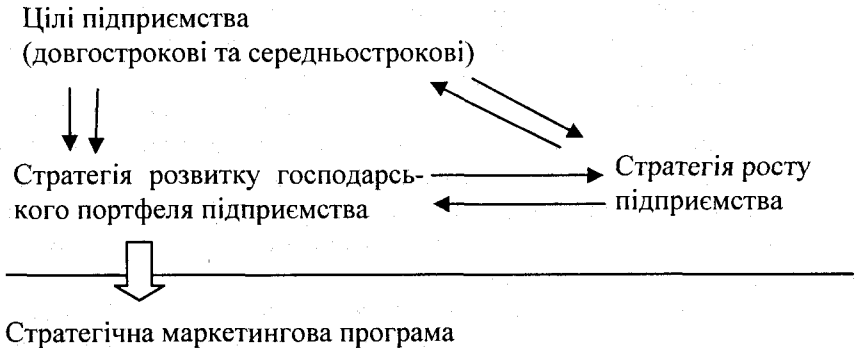 Цілі підприємства
(довгострокові та середньострокові)
Стратегія розвитку господарсь-
кого портфеля підприємства
Стратегія росту
підприємства
Стратегічна маркетингова програма